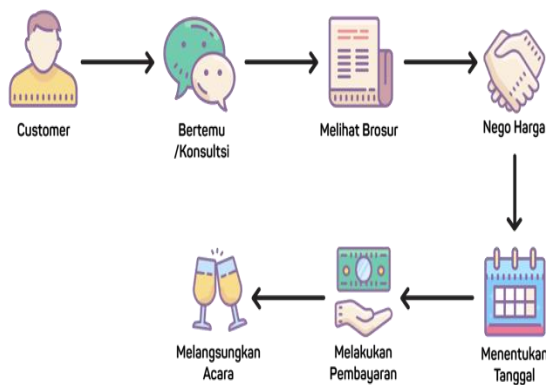 Customer
Bertemu
/Konsultsi
Melihat Brosur
Nego Harga
Menentukan
Tanggal
Melakukan
Pembayaran
Melangsungkan
Acara